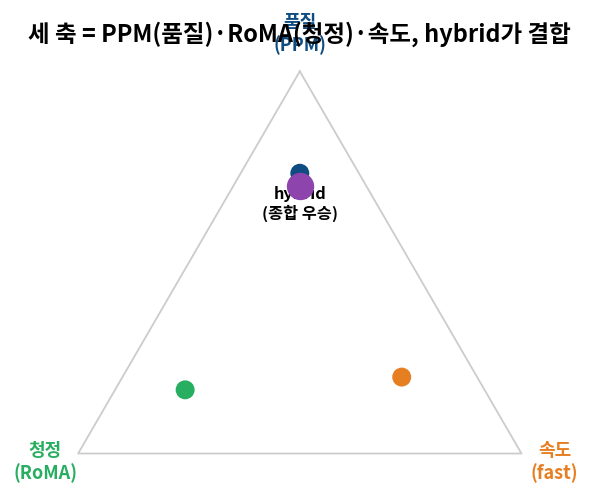 세 축 = PPM(품질)·RoMA(청정)·속도, hybrid가 결합
품질
(PPM)
hybrid
(종합 우승)
청정
(RoMA)
속도
(fast)